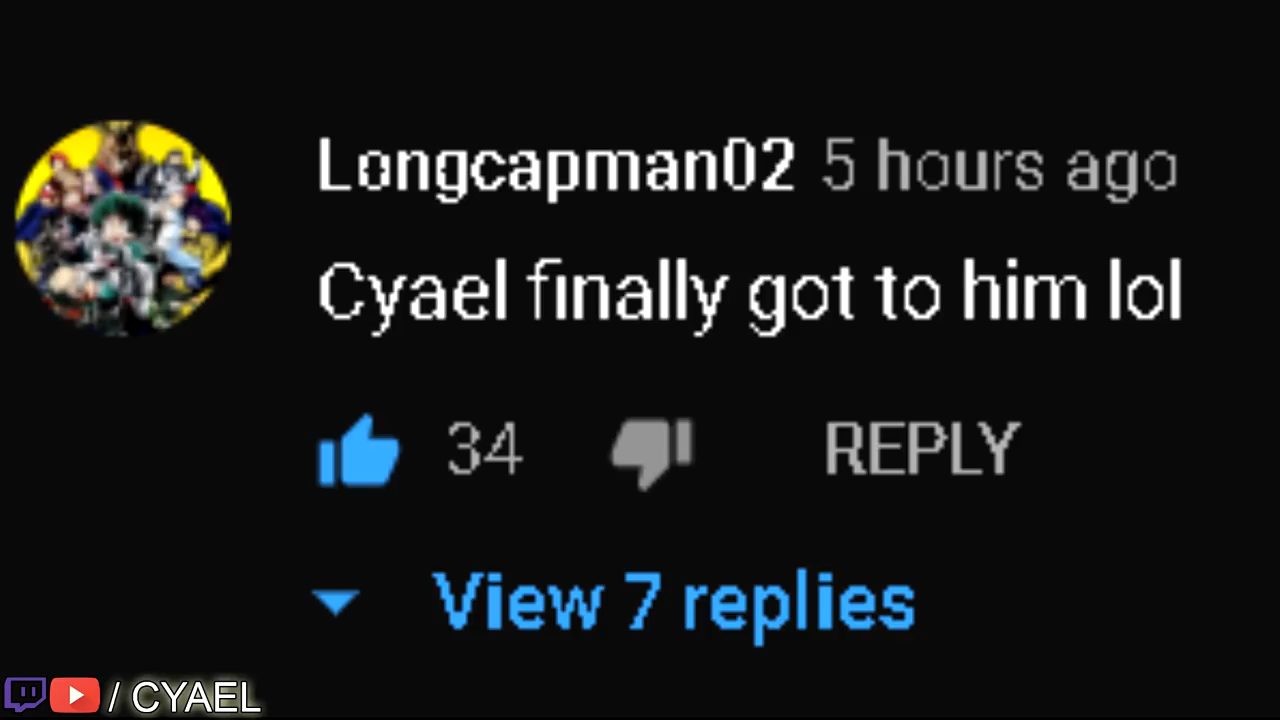 Longcapman02 5 hours ago
Cyael finally got to him lol
34 REPLY
View 7 replies
/ CYAEL